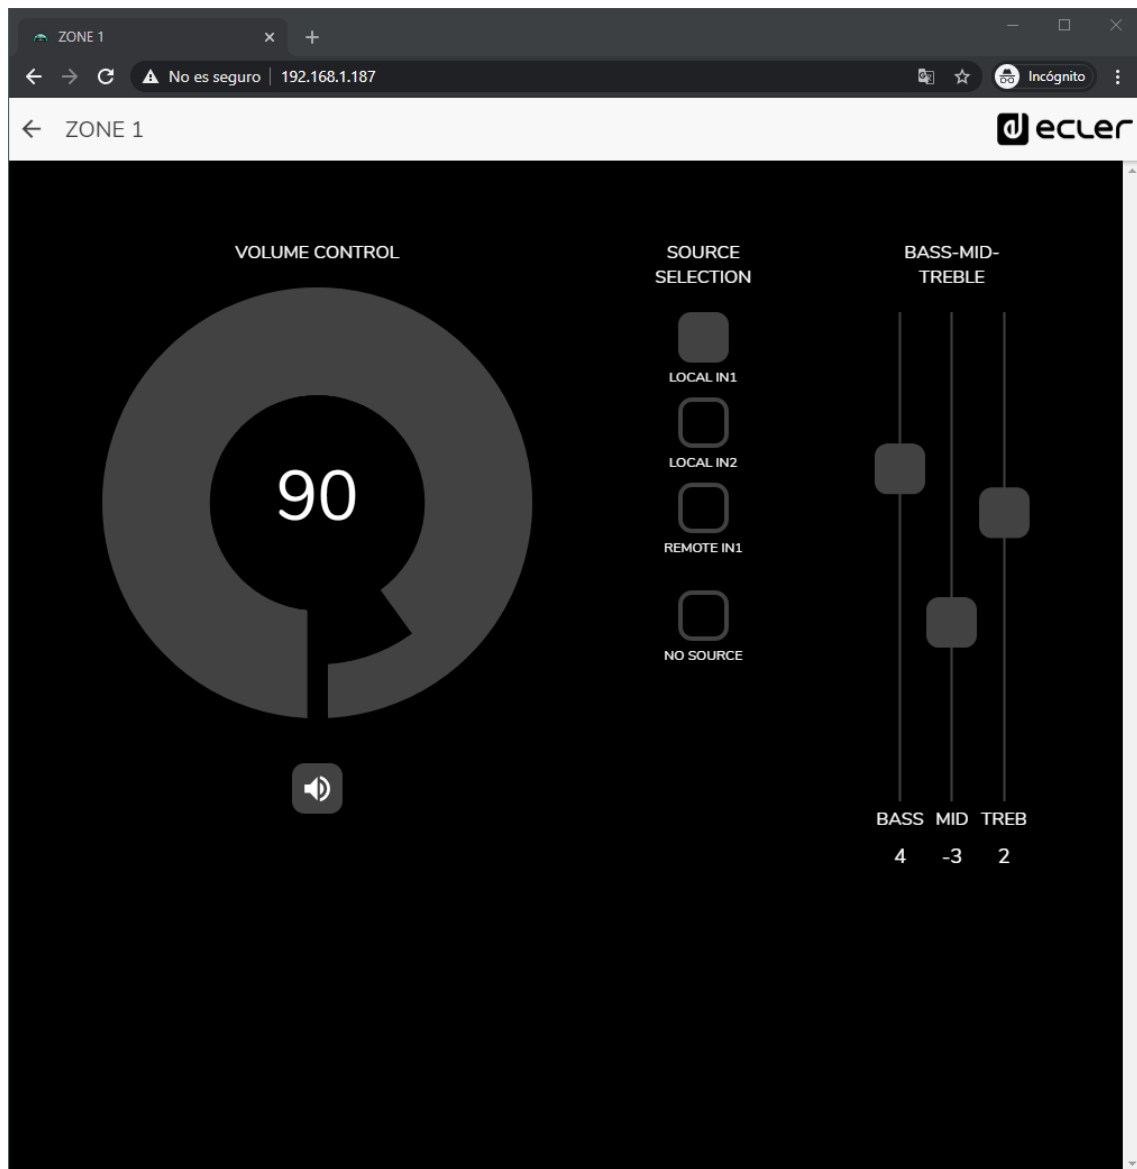 ZONE 1
No es seguro
192.168.1.187
Incógnito
ZONE 1
ecler
VOLUME CONTROL
90
SOURCE
SELECTION
LOCAL IN1
LOCAL IN2
REMOTE IN1
NO SOURCE
BASS-MID-
TREBLE
BASS MID TREB
4 -3 2